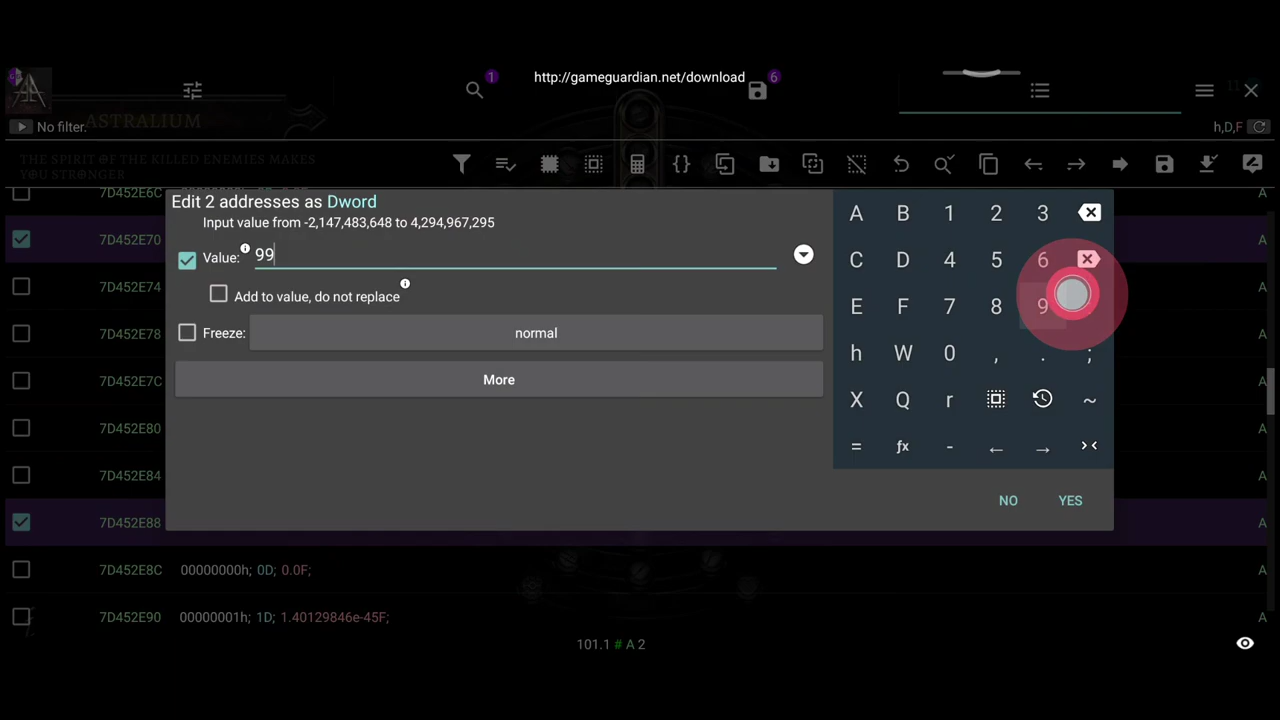 http://gameguardian.net/download
1
6
No filter.
ASTRALIUM
h,D,F
THE SPIRIT OF THE KILLED ENEMIES MAKES
YOU STRONGER
7D452E6C
A
7D452E70
A
7D452E74
A
7D452E78
A
7D452E7C
A
7D452E80
A
7D452E84
A
7D452E88
A
7D452E8C 00000000h; 0D; 0.0F;
A
7D452E90 00000001h; 1D; 1.40129846e-45F;
A
Edit 2 addresses as Dword
Input value from -2,147,483,648 to 4,294,967,295
Value: 99
Add to value, do not replace
Freeze: normal
More
A B 1 2 3
C D 4 5 6
E F 7 8 9
h W 0 , . ;
X Q r ~
= ƒx - ← → ><
NO YES
101.1 # A 2